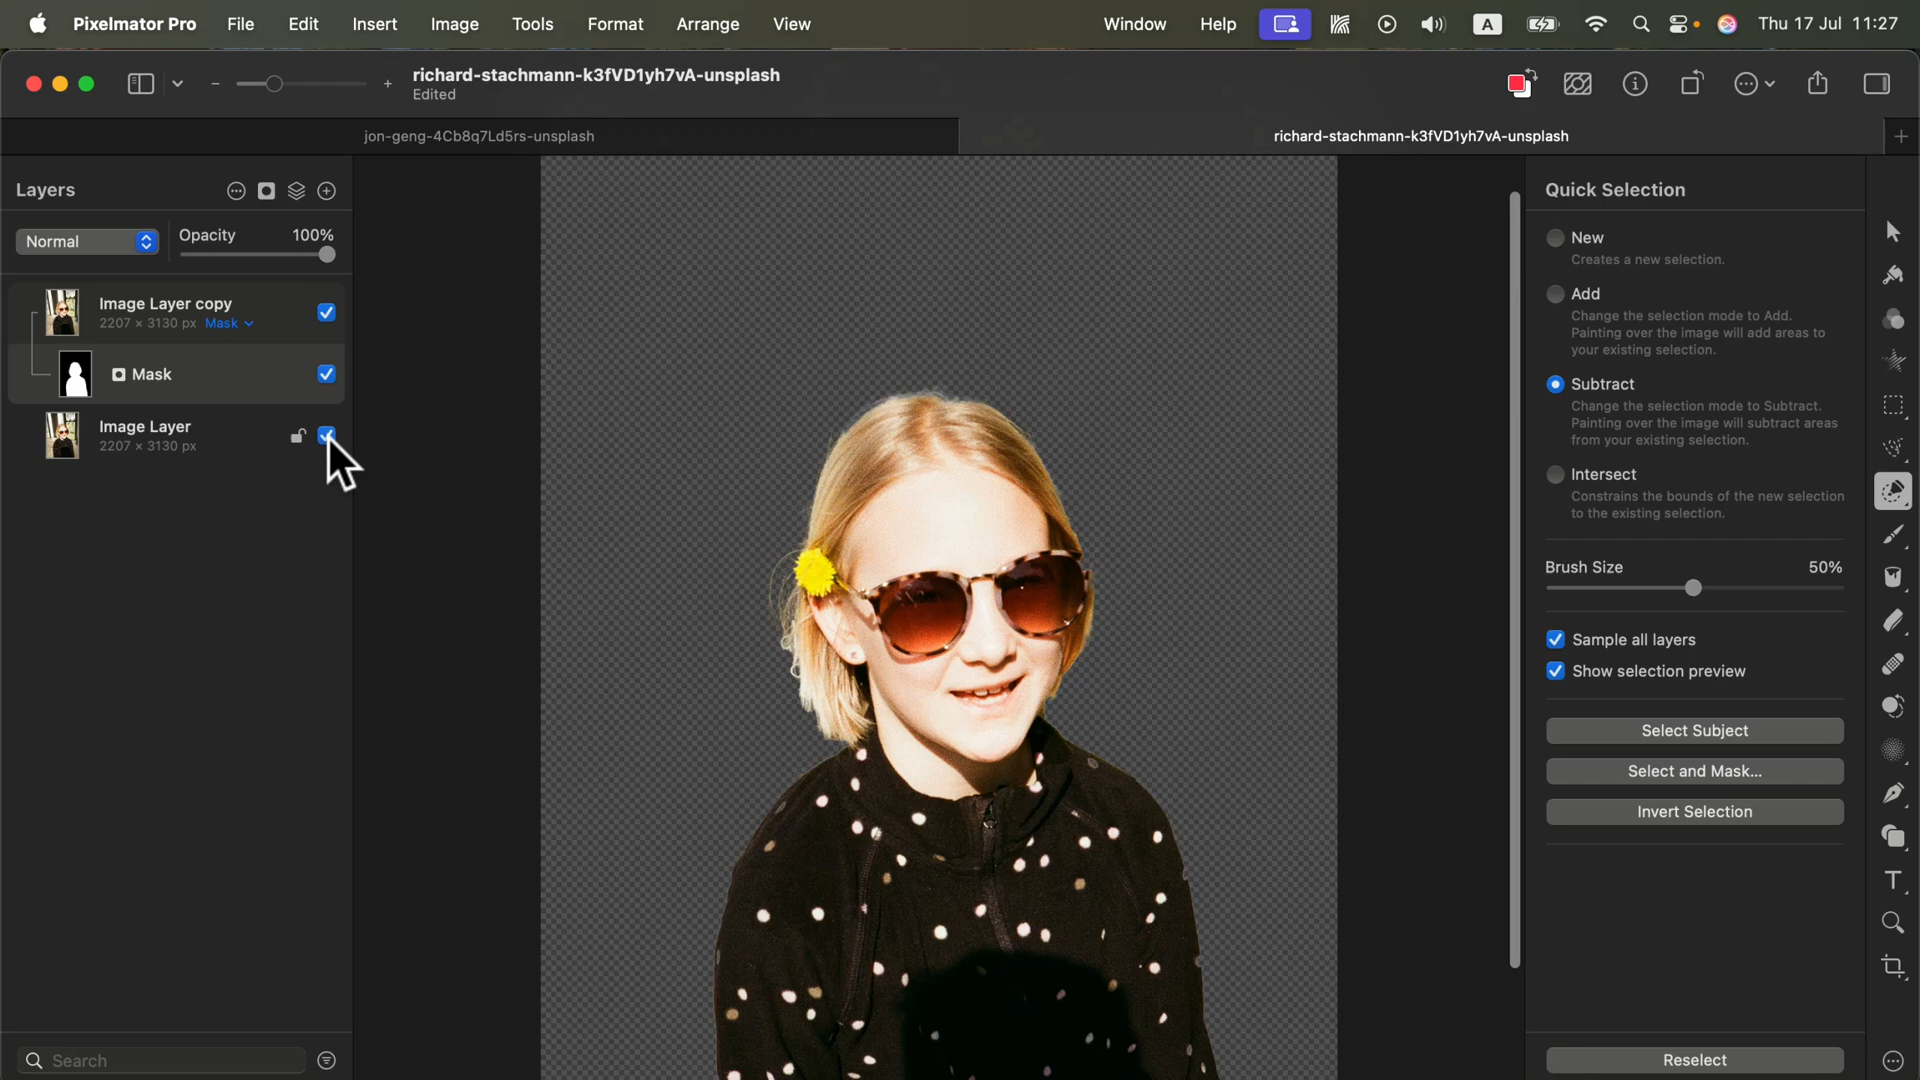 Pixelmator Pro File Edit Insert Image Tools Format Arrange View Window Help A Thu 17 Jul 11:27
richard-stachmann-k3fVD1yh7vA-unsplash
Edited
jon-geng-4Cb8q7Ld5rs-unsplash
richard-stachmann-k3fVD1yh7vA-unsplash
Layers
Normal
Opacity 100%
Image Layer copy
2207 × 3130 px Mask
Mask
Image Layer
2207 × 3130 px
Search
Quick Selection
New
Creates a new selection.
Add
Change the selection mode to Add.
Painting over the image will add areas to
your existing selection.
Subtract
Change the selection mode to Subtract.
Painting over the image will subtract areas
from your existing selection.
Intersect
Constrains the bounds of the new selection
to the existing selection.
Brush Size 50%
Sample all layers
Show selection preview
Select Subject
Select and Mask...
Invert Selection
Reselect